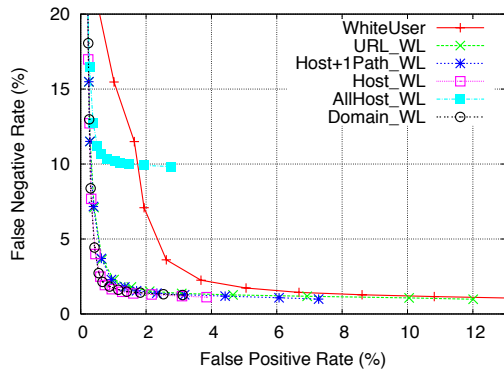 False Negative Rate (%)
20
15
10
5
0
WhiteUser
URL_WL
Host+1Path_WL
Host_WL
AllHost_WL
Domain_WL
0 2 4 6 8 10 12
False Positive Rate (%)